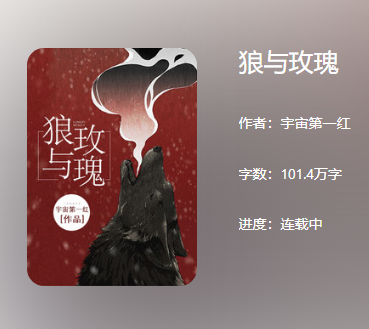 狼与玫瑰
宇宙第一红
【作品】
狼与玫瑰
作者：宇宙第一红
字数：101.4万字
进度：连载中